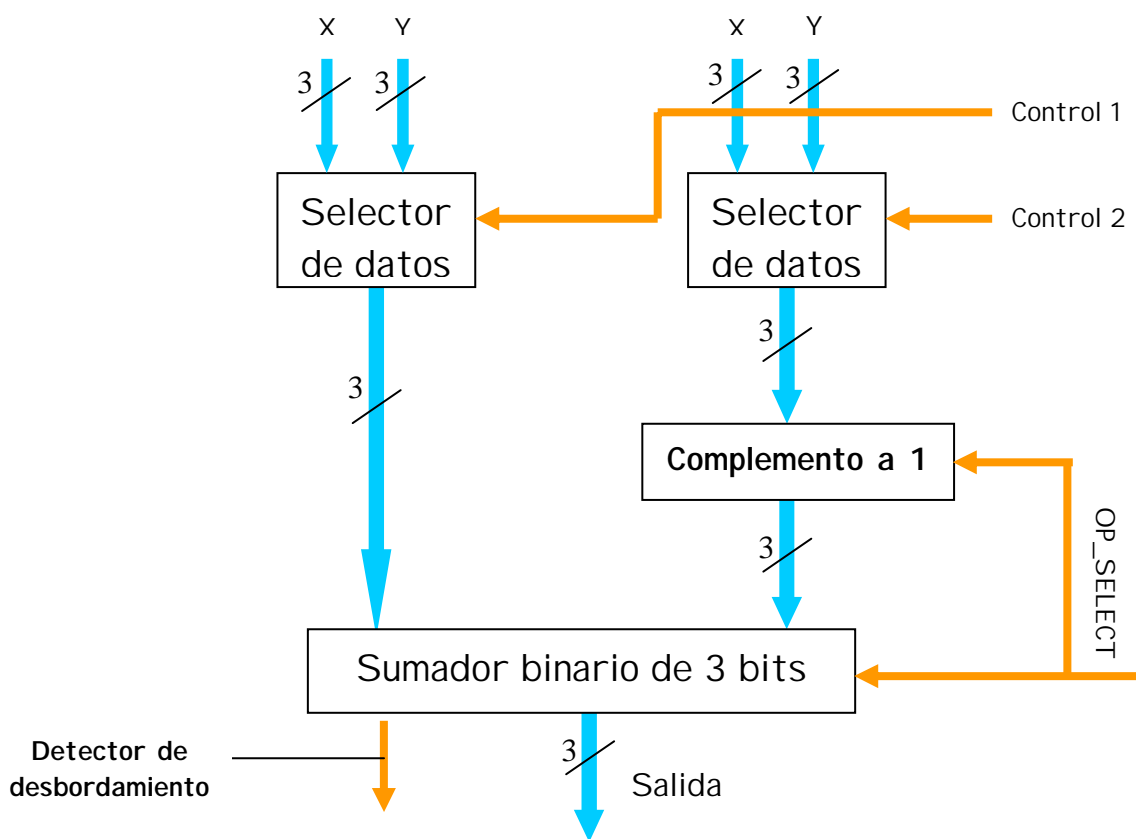 X Y x Y
3 3 3 3
Control 1
Selector
de datos
Selector
de datos
Control 2
3
3
Complemento a 1
3
OP_SELECT
Sumador binario de 3 bits
Detector de
desbordamiento
3
Salida